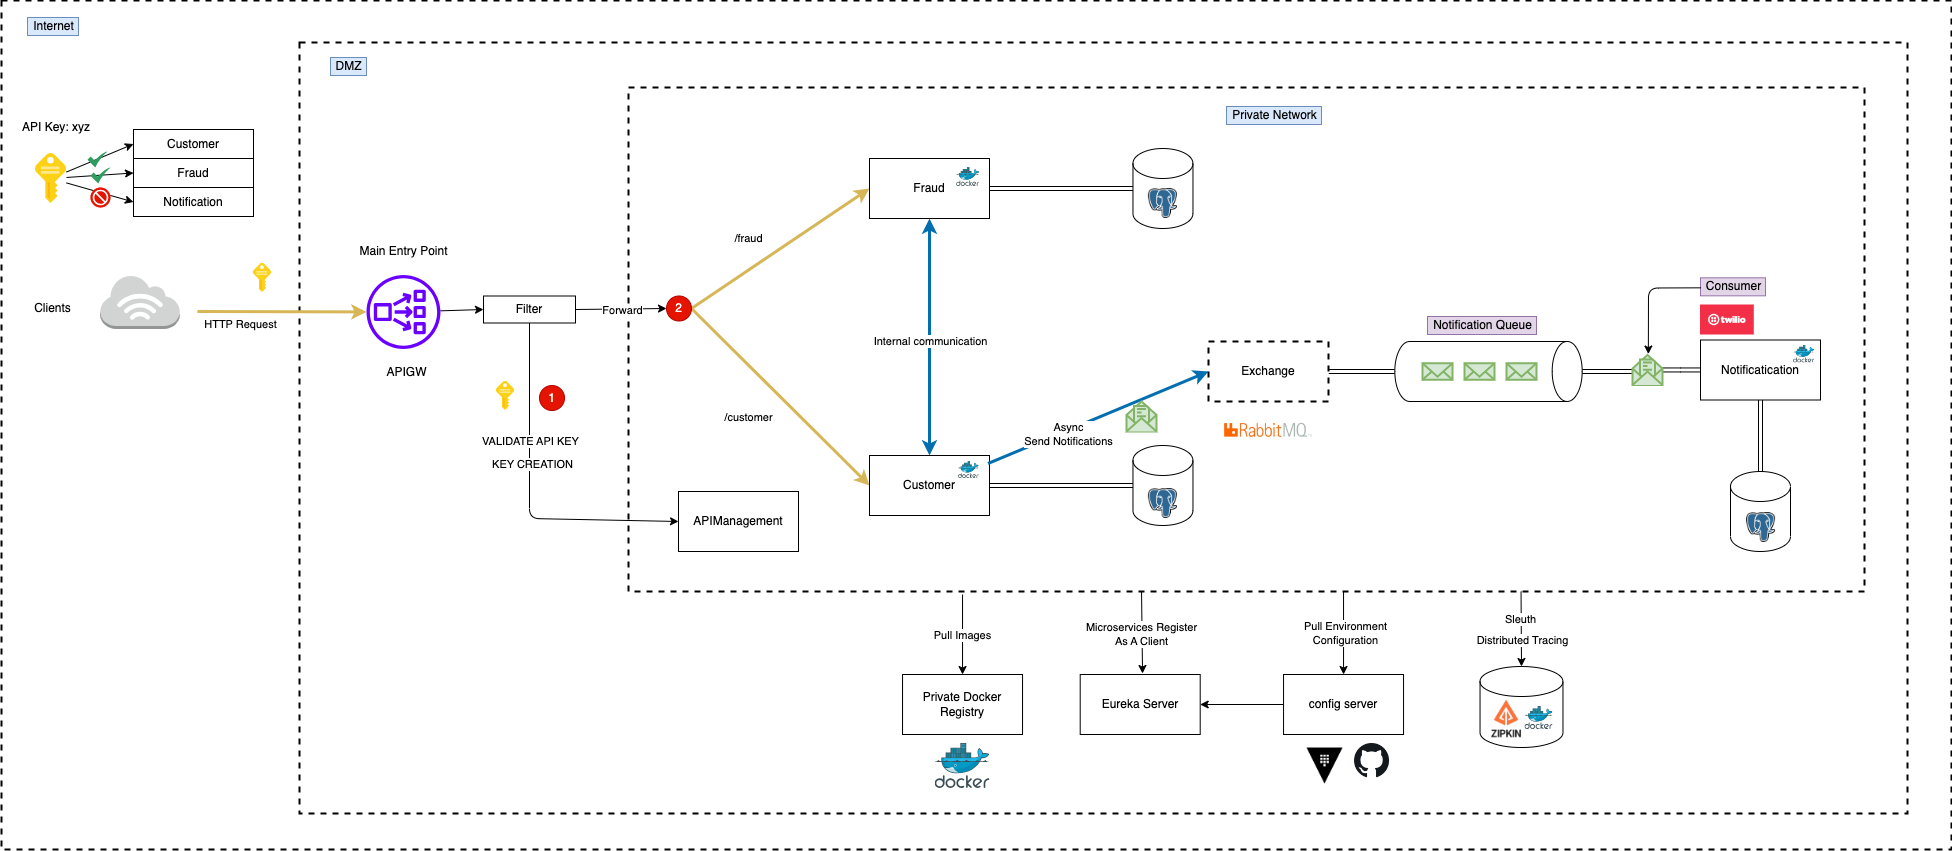 Internet
DMZ
Private Network
API Key: xyz
Customer
Fraud
Notification
Clients
HTTP Request
Main Entry Point
APIGW
Filter
Forward
2
1
VALIDATE API KEY
KEY CREATION
APIManagement
/fraud
/customer
Fraud
docker
Internal communication
Customer
docker
Async
Send Notifications
Exchange
RabbitMQ
Notification Queue
Consumer
twilio
docker
Notificatication
Pull Images
Microservices Register
As A Client
Pull Environment
Configuration
Sleuth
Distributed Tracing
Private Docker
Registry
docker
Eureka Server
config server
ZIPKIN
docker